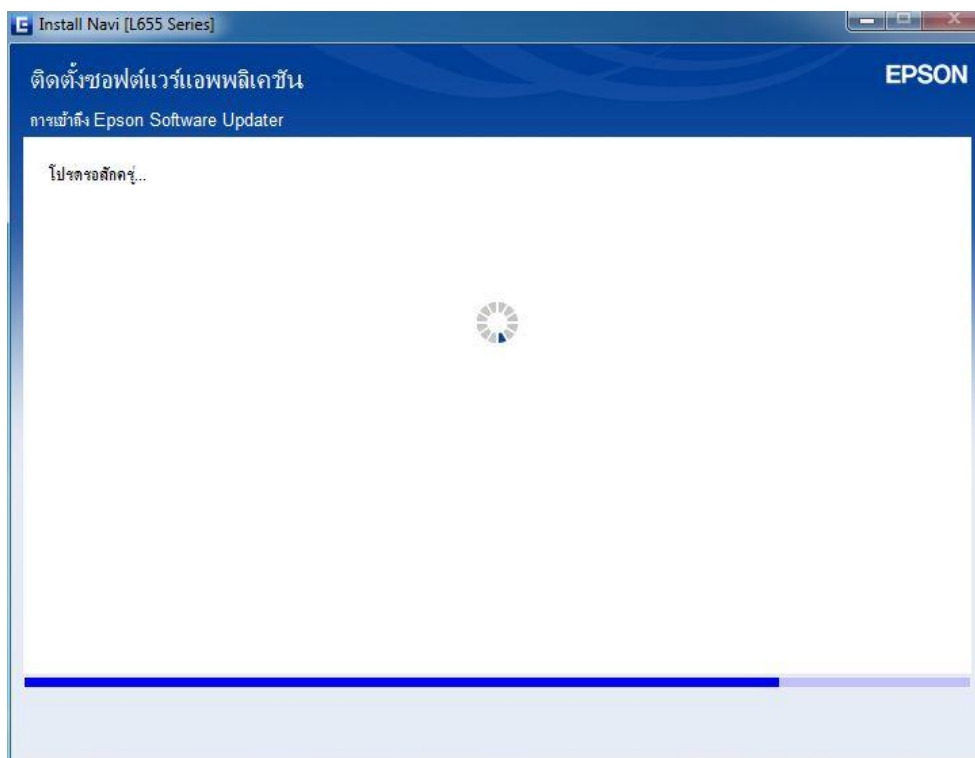 Install Navi [L655 Series]
ติดตั้งซอฟต์แวร์แอพพลิเคชัน
EPSON
การเข้าถึง Epson Software Updater
โปรดรอสักครู่...